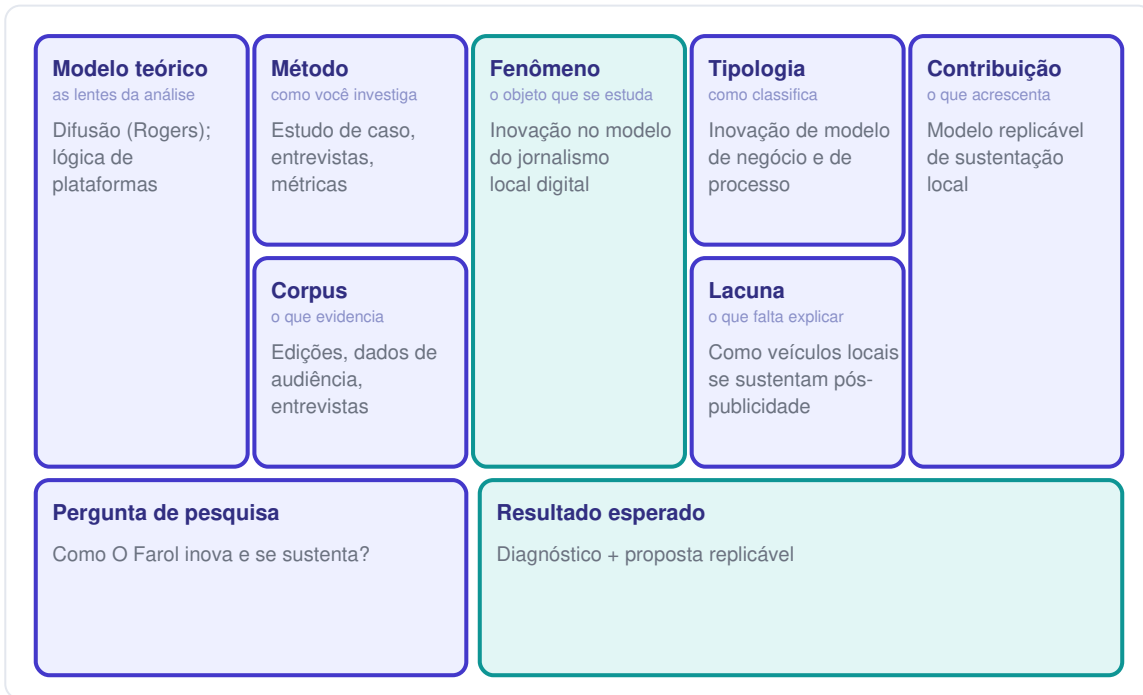 Modelo teórico
as lentes da análise
Difusão (Rogers);
lógica de
plataformas
Método
como você investiga
Estudo de caso,
entrevistas,
métricas
Corpus
o que evidencia
Edições, dados de
audiência,
entrevistas
Fenômeno
o objeto que se estuda
Inovação no modelo
do jornalismo
local digital
Tipologia
como classifica
Inovação de modelo
de negócio e de
processo
Lacuna
o que falta explicar
Como veículos locais
se sustentam pós-
publicidade
Contribuição
o que acrescenta
Modelo replicável
de sustentação
local
Pergunta de pesquisa
Como O Farol inova e se sustenta?
Resultado esperado
Diagnóstico + proposta replicável